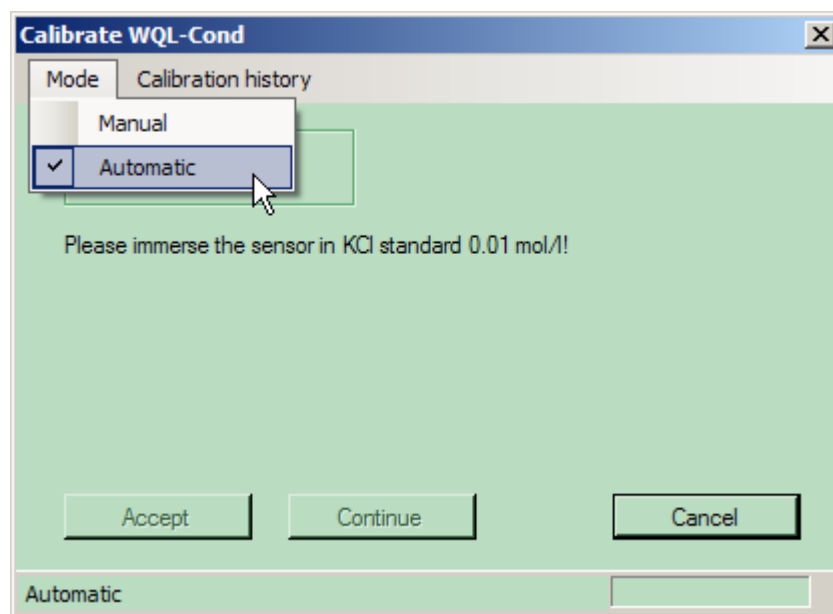 Calibrate WQL-Cond
Mode Calibration history
Manual
Automatic
Please immerse the sensor in KCl standard 0.01 mol/l!
Accept Continue Cancel
Automatic